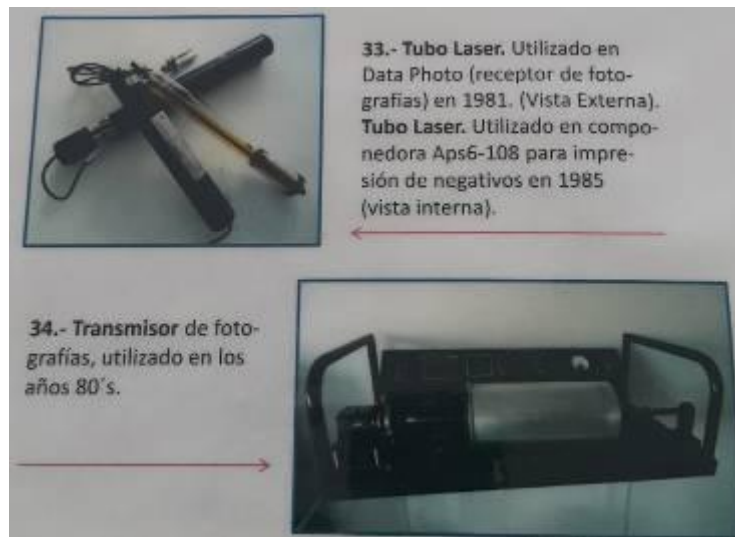 33.- Tubo Laser. Utilizado en
Data Photo (receptor de foto-
grafías) en 1981. (Vista Externa).
Tubo Laser. Utilizado en compo-
nedora Aps6-108 para impre-
sión de negativos en 1985
(vista interna).
34.- Transmisor de foto-
grafías, utilizado en los
años 80´s.